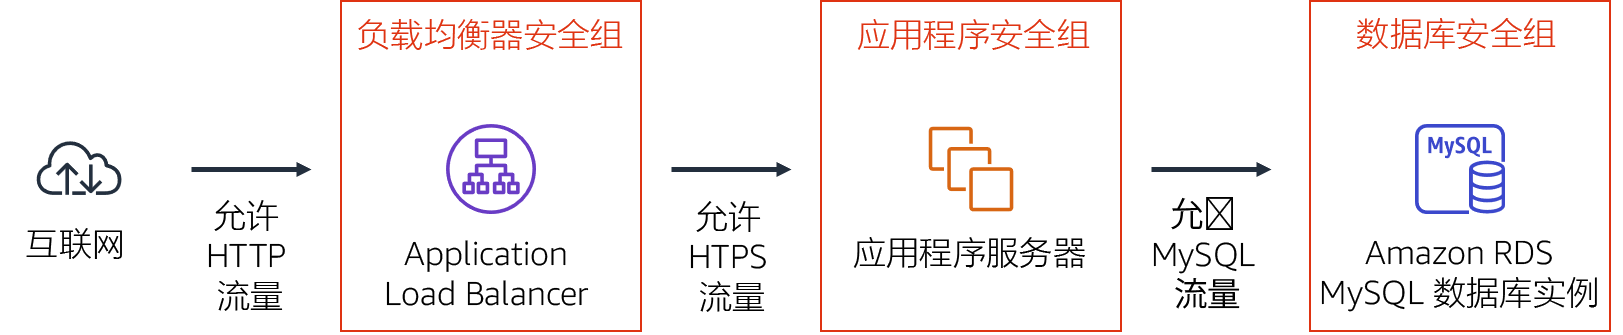 互联网
允许
HTTP
流量
负载均衡器安全组
Application
Load Balancer
允许
HTPS
流量
应用程序安全组
应用程序服务器
允
MySQL
流量
数据库安全组
MySQL
Amazon RDS
MySQL 数据库实例